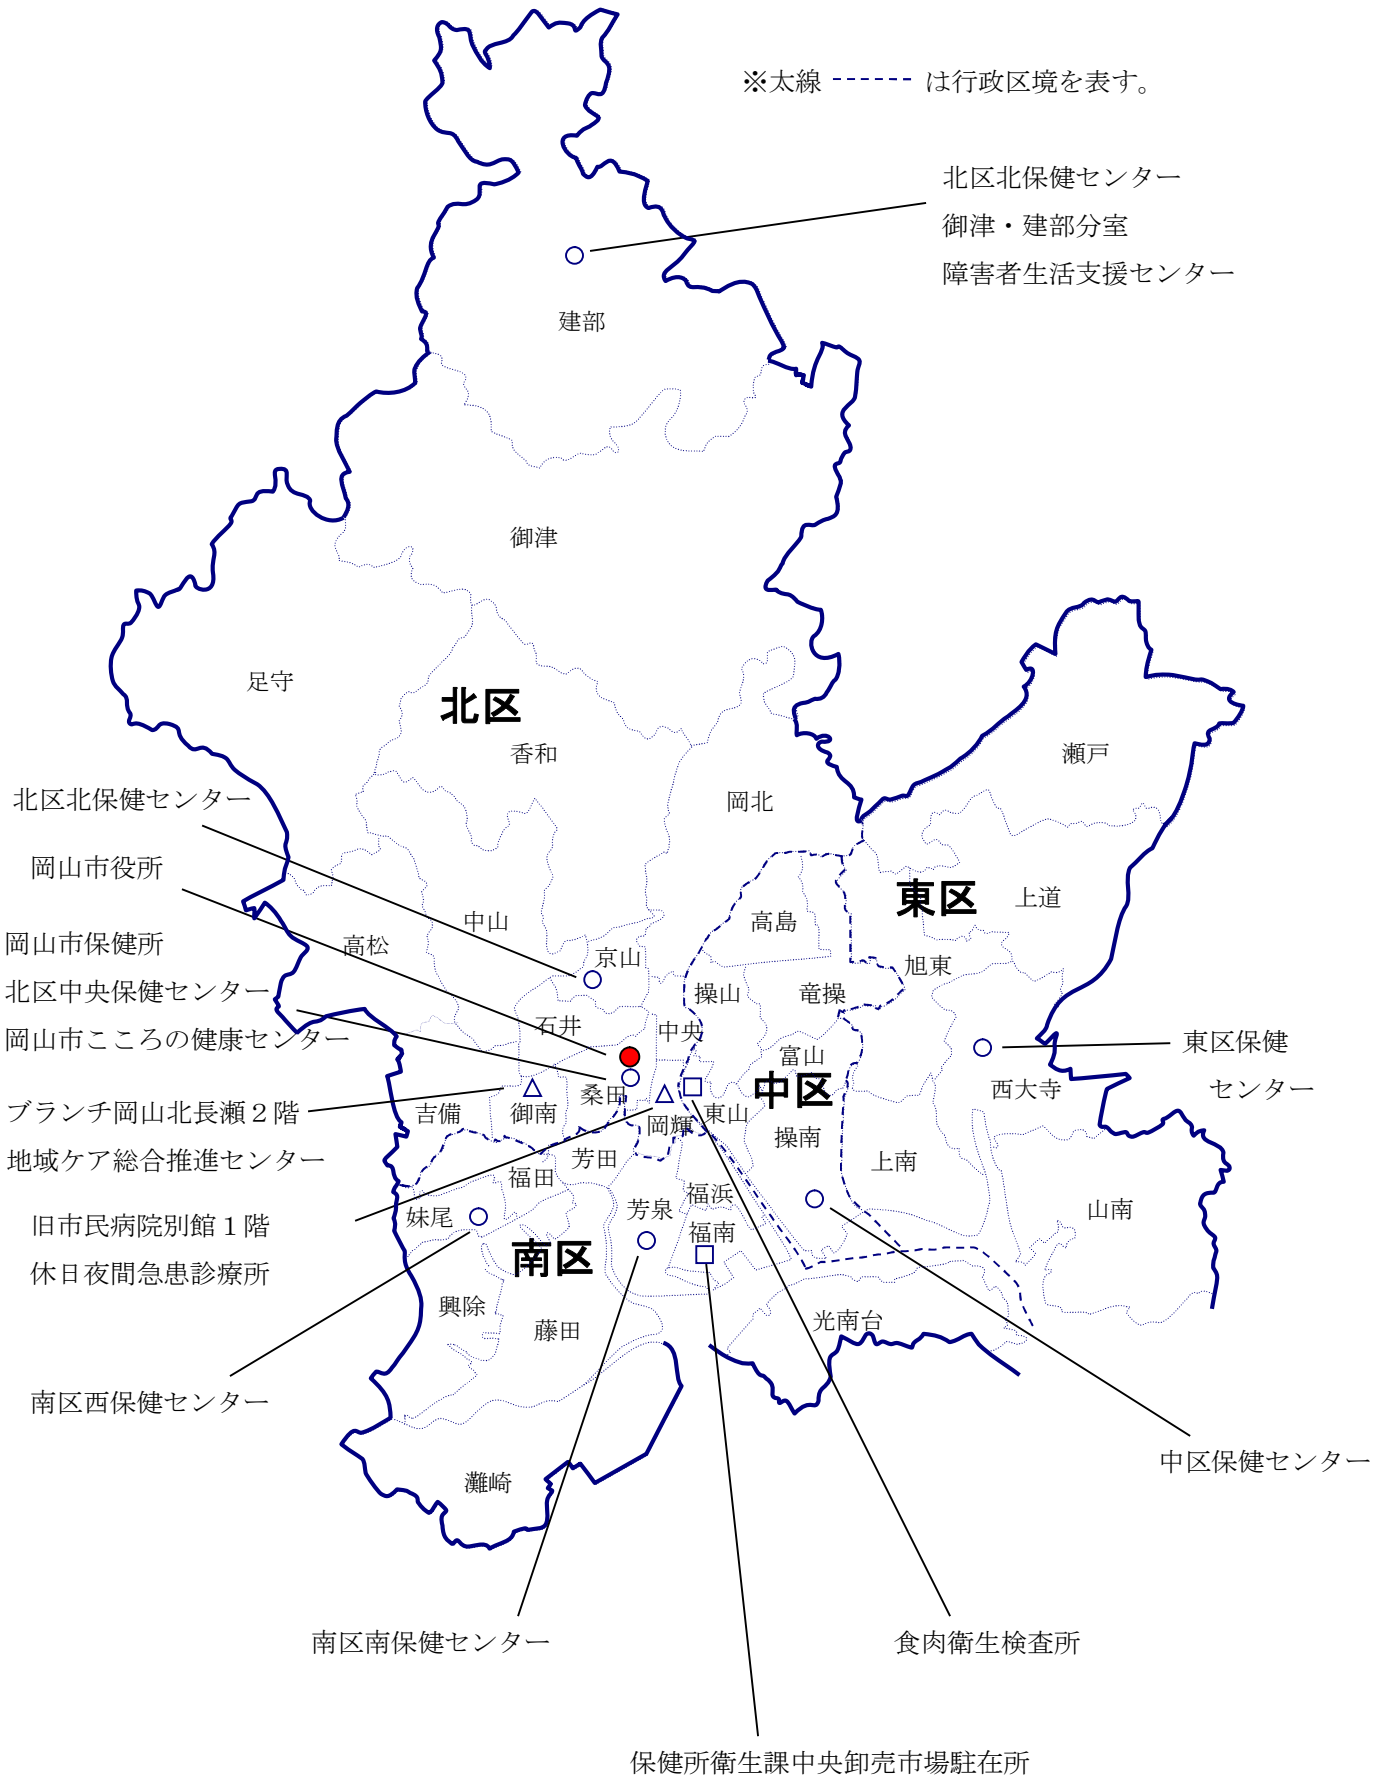 ※太線 ------ は行政区境を表す。
北区北保健センター
御津・建部分室
障害者生活支援センター
建部
御津
足守
北区
香和
瀬戸
岡北
北区北保健センター
岡山市役所
東区
上道
高島
中山
高松
岡山市保健所
京山
旭東
北区中央保健センター
操山
竜操
石井
中央
岡山市こころの健康センター
富山
東区保健
センター
中区
西大寺
桑田
ブランチ岡山北長瀬２階
吉備
御南
岡輝
東山
操南
地域ケア総合推進センター
芳田
上南
福田
福浜
妹尾
芳泉
山南
旧市民病院別館１階
福南
休日夜間急患診療所
南区
興除
藤田
光南台
南区西保健センター
中区保健センター
灘崎
南区南保健センター
食肉衛生検査所
保健所衛生課中央卸売市場駐在所